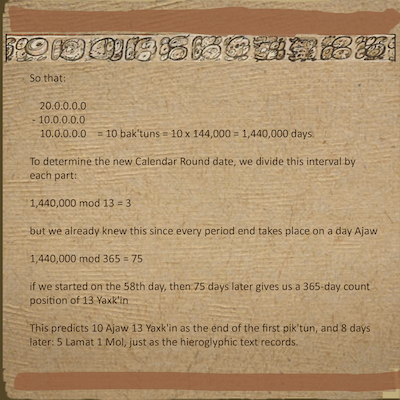 So that:
20.0.0.0.0
- 10.0.0.0.0
10.0.0.0.0 = 10 bak'tuns = 10 x 144,000 = 1,440,000 days
To determine the new Calendar Round date, we divide this interval by
each part:
1,440,000 mod 13 = 3
but we already knew this since every period end takes place on a day Ajaw
1,440,000 mod 365 = 75
if we started on the 58th day, then 75 days later gives us a 365-day count
position of 13 Yaxk'in
This predicts 10 Ajaw 13 Yaxk'in as the end of the first pik'tun, and 8 days
later: 5 Lamat 1 Mol, just as the hieroglyphic text records.